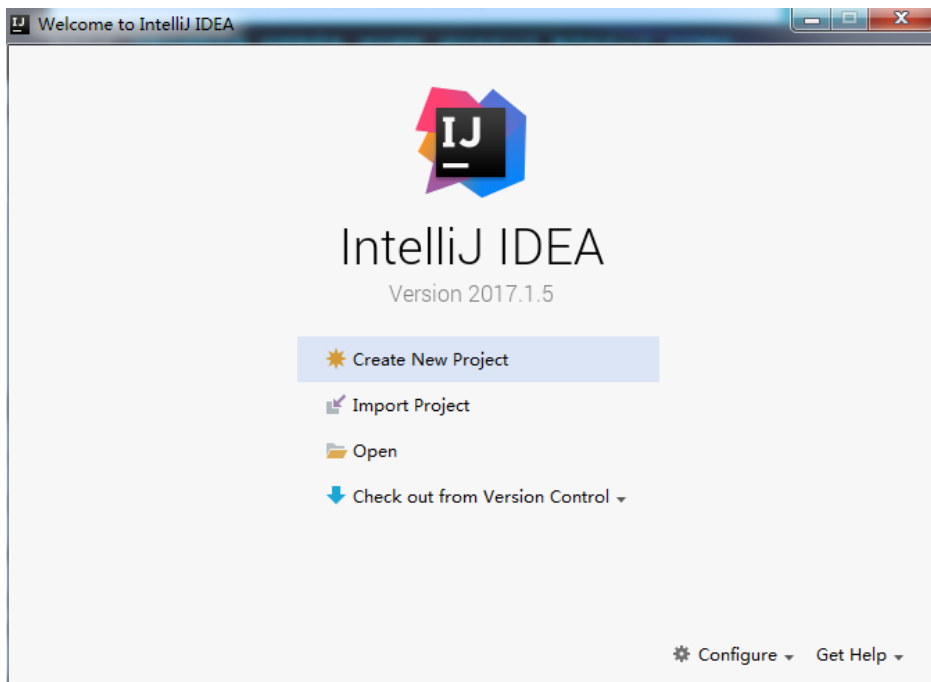 IJ Welcome to IntelliJ IDEA
IJ
IntelliJ IDEA
Version 2017.1.5
Create New Project
Import Project
Open
Check out from Version Control
Configure Get Help